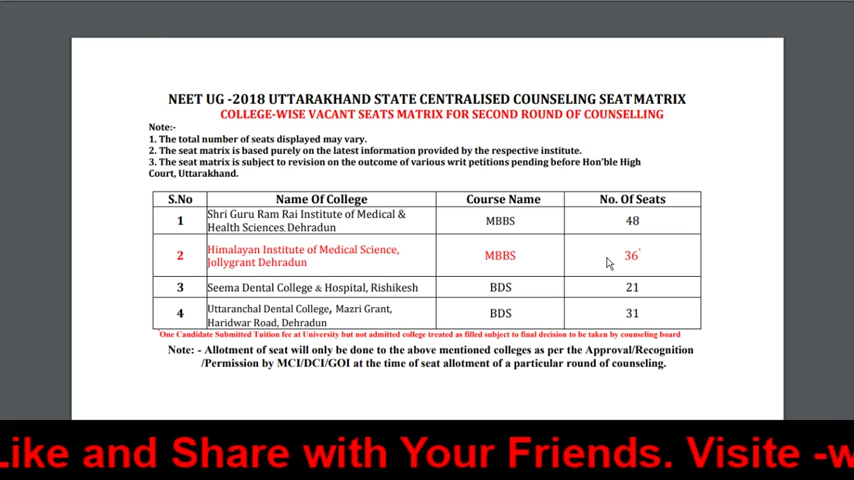 NEET UG -2018 UTTARAKHAND STATE CENTRALISED COUNSELING SEATMATRIX
COLLEGE-WISE VACANT SEATS MATRIX FOR SECOND ROUND OF COUNSELLING
Note:-
1. The total number of seats displayed may vary.
2. The seat matrix is based purely on the latest information provided by the respective institute.
3. The seat matrix is subject to revision on the outcome of various writ petitions pending before Hon'ble High
Court, Uttarakhand.
S.No Name Of College Course Name No. Of Seats
1 Shri Guru Ram Rai Institute of Medical & Health Sciences, Dehradun MBBS 48
2 Himalayan Institute of Medical Science, Jollygrant Dehradun MBBS 36*
3 Seema Dental College & Hospital, Rishikesh BDS 21
4 Uttaranchal Dental College, Mazri Grant, Haridwar Road, Dehradun BDS 31
*One Candidate Submitted Tuition fee at University but not admitted college treated as filled subject to final decision to be taken by counseling board
Note: - Allotment of seat will only be done to the above mentioned colleges as per the Approval/Recognition
/Permission by MCI/DCI/GOI at the time of seat allotment of a particular round of counseling.
Like and Share with Your Friends. Visite -w